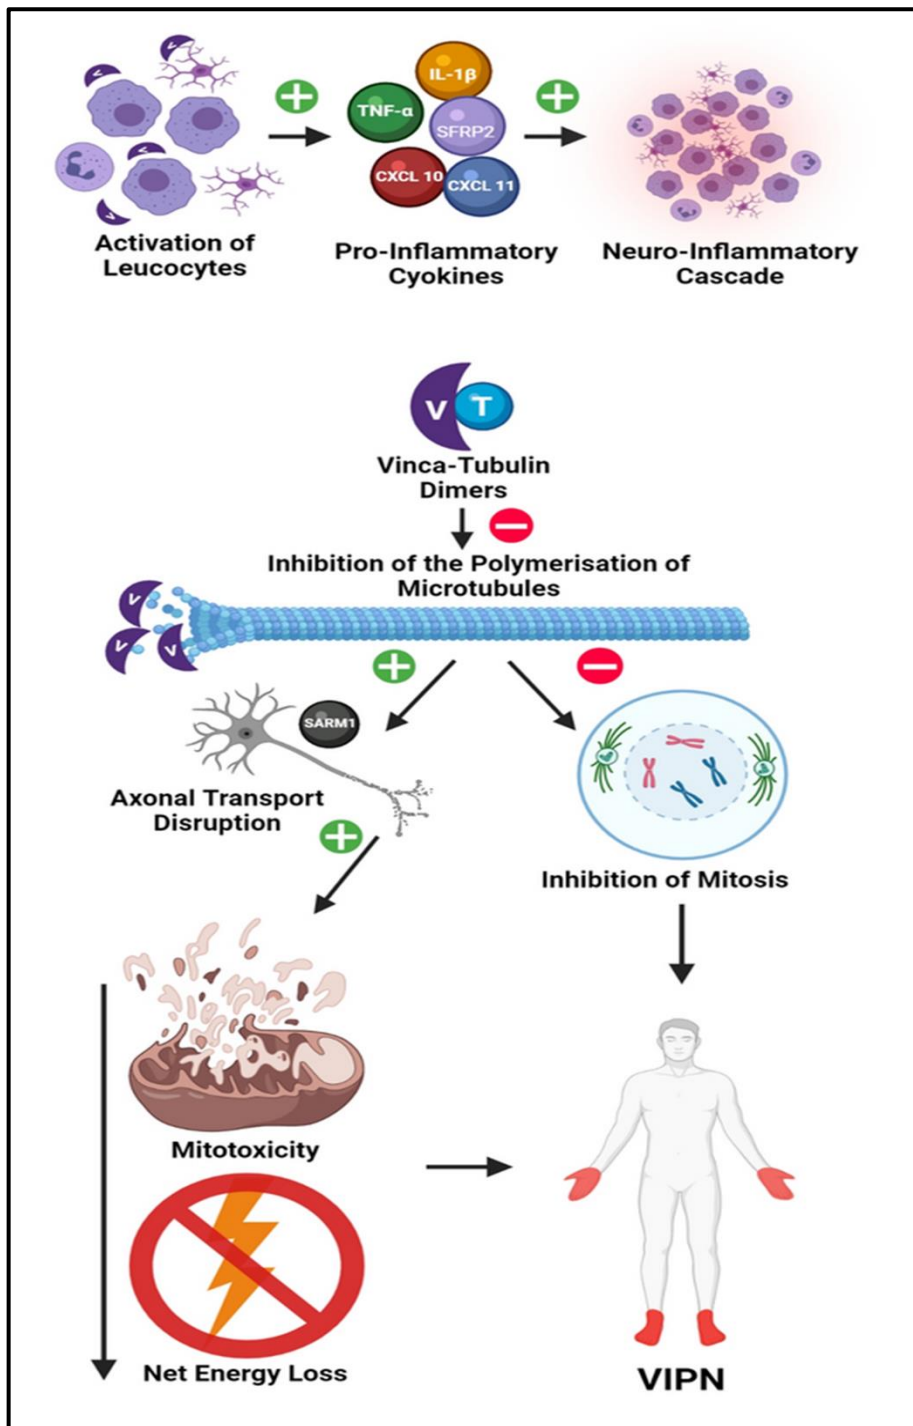 V
V
V
V
IL-1β
TNF-α
SFRP2
CXCL 10
CXCL 11
Activation of
Leucocytes
Pro-Inflammatory
Cyokines
Neuro-Inflammatory
Cascade
V
T
Vinca-Tubulin
Dimers
Inhibition of the Polymerisation of
Microtubules
V
V
V
SARM1
Axonal Transport
Disruption
Inhibition of Mitosis
Mitotoxicity
Net Energy Loss
VIPN